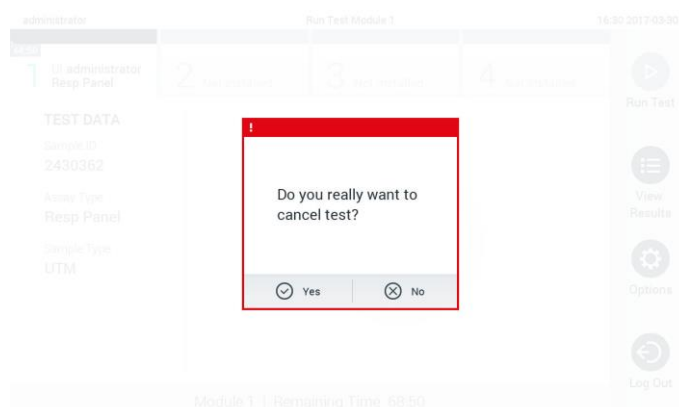 administrator
Run Test Module 1
16:30 2017-03-30
1
administrator
Resp Panel
2
3
4
Run Test
TEST DATA
Sample ID
2430362
Assay Type
Resp Panel
Sample Type
UTM
View
Results
Options
Log Out
!
Do you really want to
cancel test?
Yes
No
Module 1 | Remaining Time 68:50